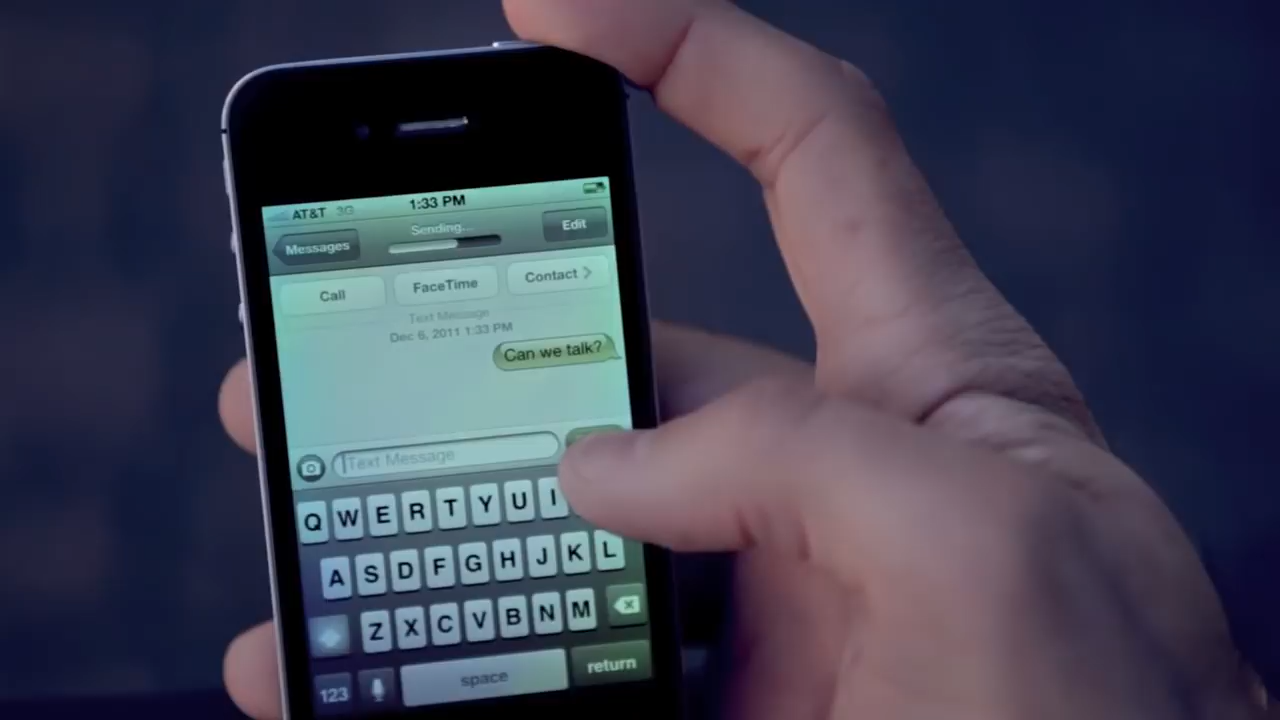 AT&T 3G 1:33 PM
Messages Sending... Edit
Call FaceTime Contact
Text Message
Dec 6, 2011 1:33 PM
Can we talk?
Text Message
Q W E R T Y U I
A S D F G H J K L
Z X C V B N M
123 space return